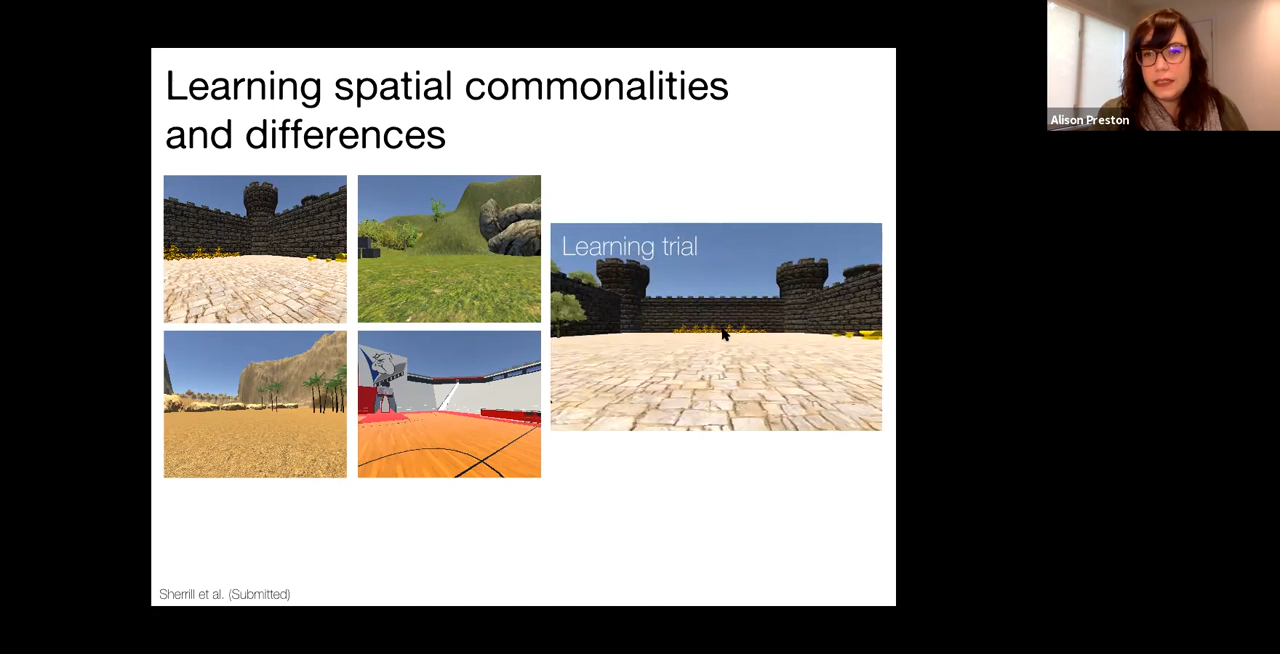 Learning spatial commonalities
and differences
Learning trial
Sherrill et al. (Submitted)
Alison Preston